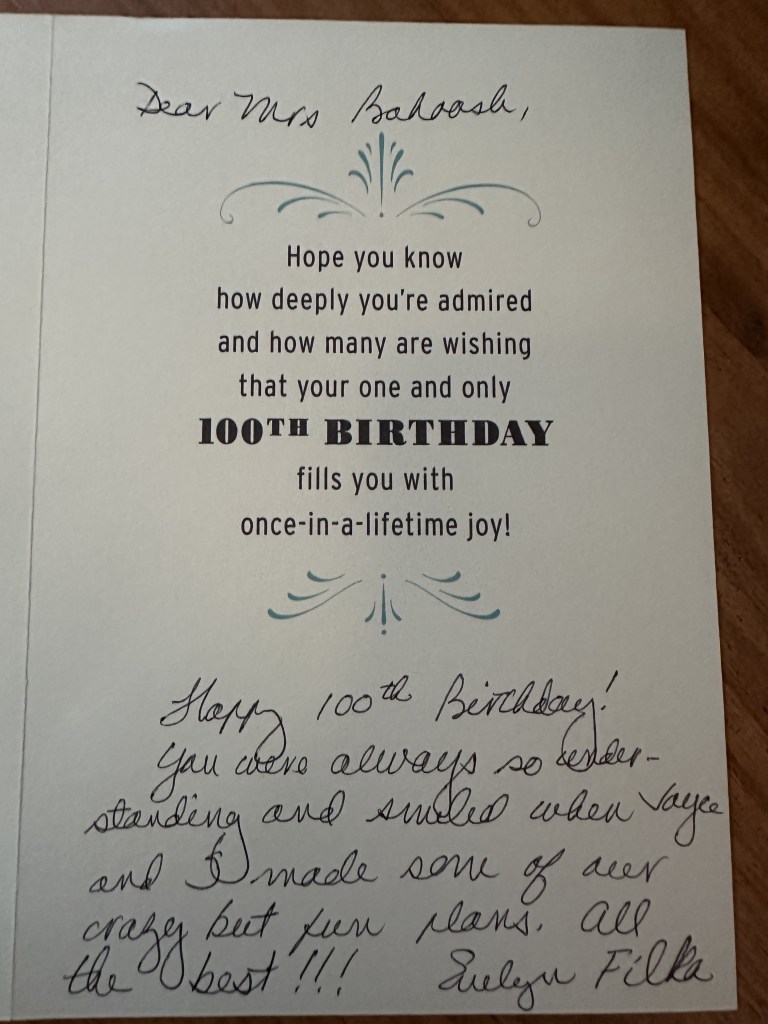 Dear Mrs Bahoosh,
Hope you know
how deeply you're admired
and how many are wishing
that your one and only
100TH BIRTHDAY
fills you with
once-in-a-lifetime joy!
Happy 100th Birthday!
You were always so under-
standing and smiled when Jayce
and I made some of our
crazy but fun plans. All
the best!!! Evelyn Filka